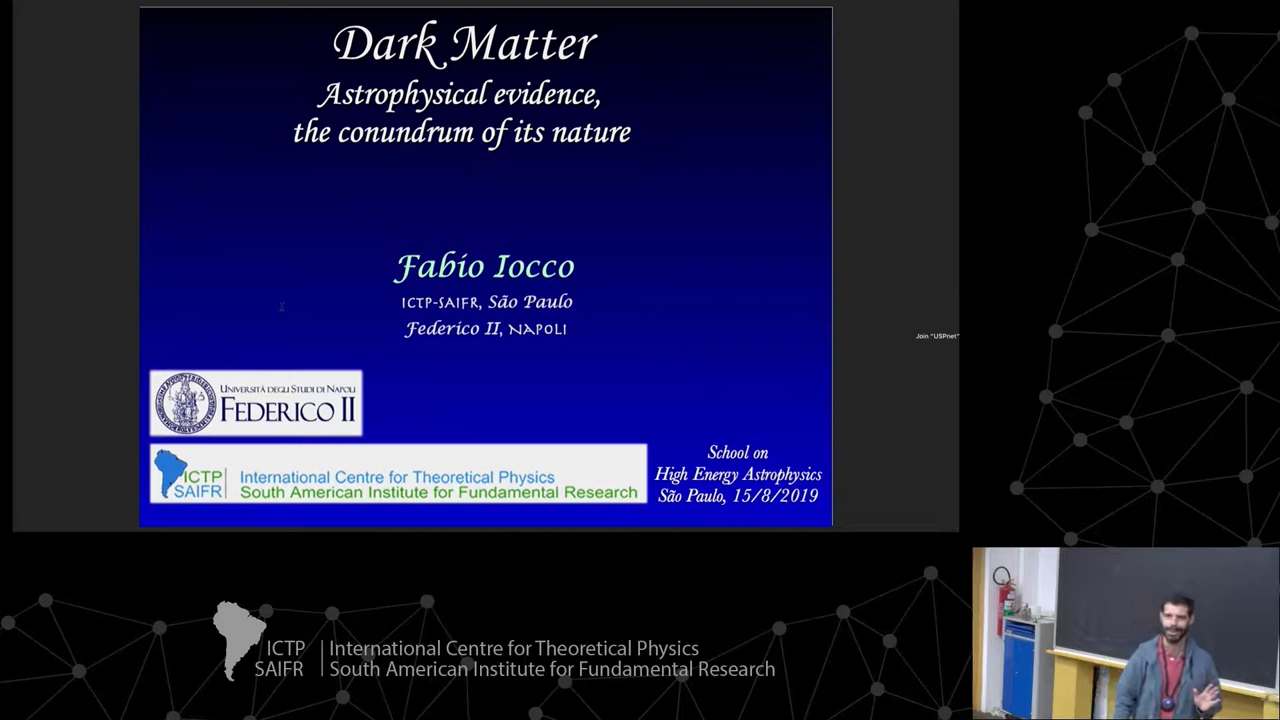 Dark Matter
Astrophysical evidence,
the conundrum of its nature
Fabio Iocco
ICTP-SAIFR, São Paulo
Federico II, Napoli
Join "USPnet"
Università degli Studi di Napoli
Federico II
ICTP
SAIFR
International Centre for Theoretical Physics
South American Institute for Fundamental Research
School on
High Energy Astrophysics
São Paulo, 15/8/2019
ICTP
SAIFR
International Centre for Theoretical Physics
South American Institute for Fundamental Research